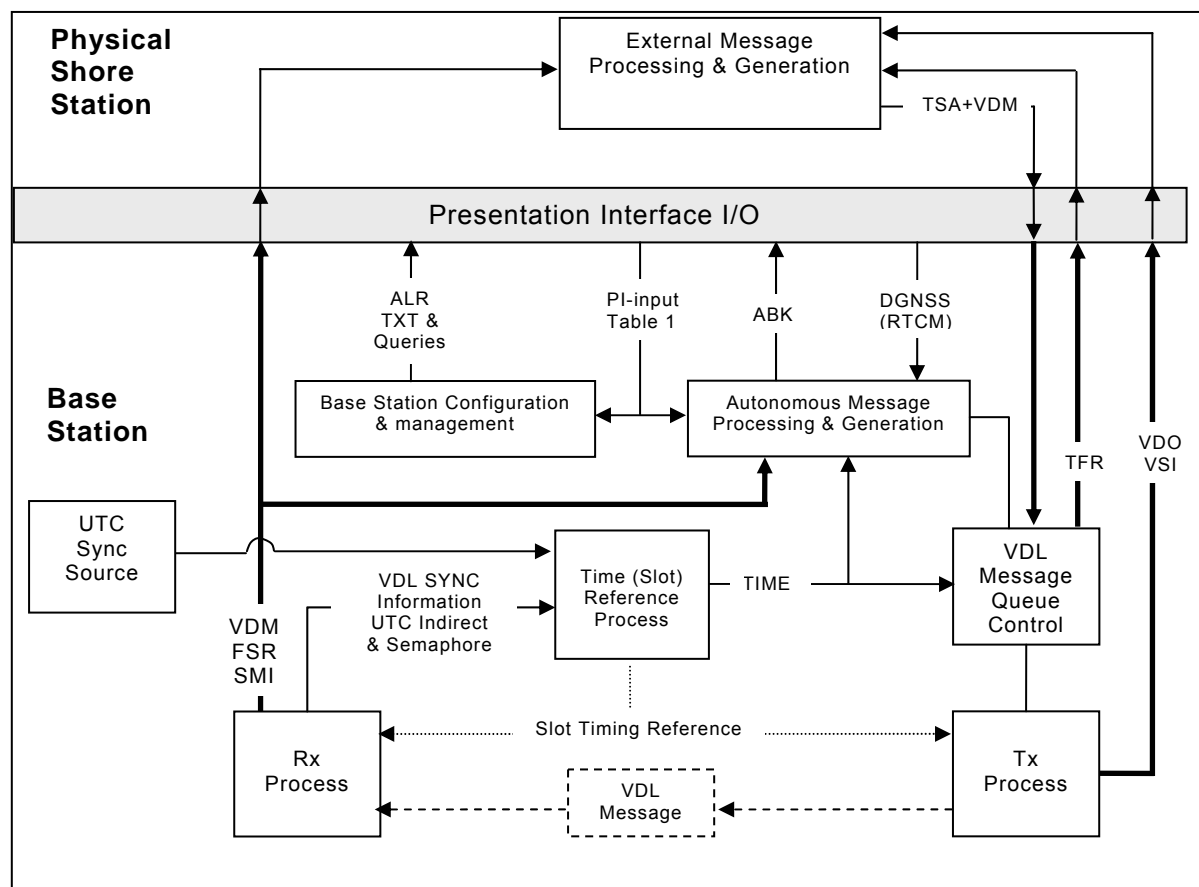 Physical
Shore
Station
External Message
Processing & Generation
TSA+VDM
Presentation Interface I/O
ALR
TXT &
Queries
PI-input
Table 1
ABK
DGNSS
(RTCM)
Base
Station
Base Station Configuration
& management
Autonomous Message
Processing & Generation
TFR
VDO
VSI
UTC
Sync
Source
VDL SYNC
Information
UTC Indirect
& Semaphore
Time (Slot)
Reference
Process
TIME
VDL
Message
Queue
Control
VDM
FSR
SMI
Rx
Process
Slot Timing Reference
Tx
Process
VDL
Message